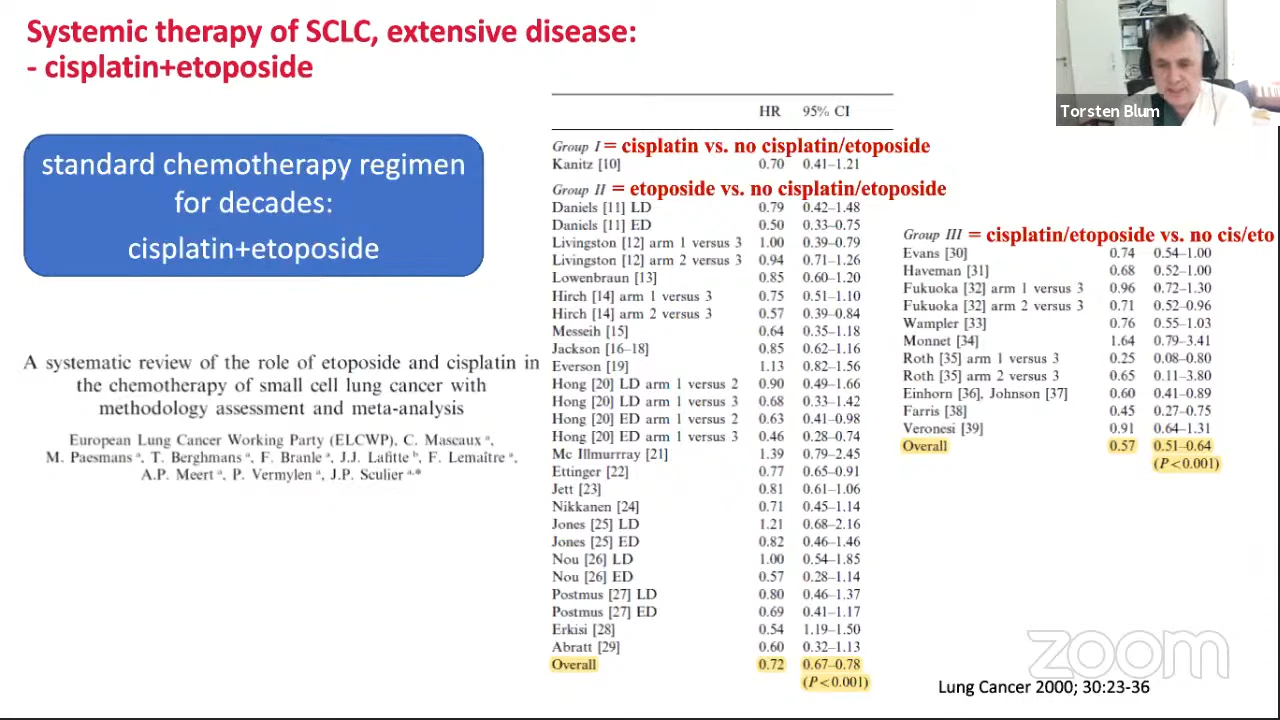 Systemic therapy of SCLC, extensive disease:
- cisplatin+etoposide
Torsten Blum
standard chemotherapy regimen
for decades:
cisplatin+etoposide
A systematic review of the role of etoposide and cisplatin in
the chemotherapy of small cell lung cancer with
methodology assessment and meta-analysis
European Lung Cancer Working Party (ELCWP), C. Mascaux ª,
M. Paesmans ª, T. Berghmans ª, F. Branle ª, J.J. Lafitte ᵇ, F. Lemaître ª,
A.P. Meert ª, P. Vermylen ª, J.P. Sculier ª,*
HR 95% CI
Group I = cisplatin vs. no cisplatin/etoposide
Kanitz [10] 0.70 0.41–1.21
Group II = etoposide vs. no cisplatin/etoposide
Daniels [11] LD 0.79 0.42–1.48
Daniels [11] ED 0.50 0.33–0.75
Livingston [12] arm 1 versus 3 1.00 0.39–0.79
Livingston [12] arm 2 versus 3 0.94 0.71–1.26
Lowenbraun [13] 0.85 0.60–1.20
Hirch [14] arm 1 versus 3 0.75 0.51–1.10
Hirch [14] arm 2 versus 3 0.57 0.39–0.84
Messeih [15] 0.64 0.35–1.18
Jackson [16–18] 0.85 0.62–1.16
Everson [19] 1.13 0.82–1.56
Hong [20] LD arm 1 versus 2 0.90 0.49–1.66
Hong [20] LD arm 1 versus 3 0.68 0.33–1.42
Hong [20] ED arm 1 versus 2 0.63 0.41–0.98
Hong [20] ED arm 1 versus 3 0.46 0.28–0.74
Mc Illmurrray [21] 1.39 0.79–2.45
Ettinger [22] 0.77 0.65–0.91
Jett [23] 0.81 0.61–1.06
Nikkanen [24] 0.71 0.45–1.14
Jones [25] LD 1.21 0.68–2.16
Jones [25] ED 0.82 0.46–1.46
Nou [26] LD 1.00 0.54–1.85
Nou [26] ED 0.57 0.28–1.14
Postmus [27] LD 0.80 0.46–1.37
Postmus [27] ED 0.69 0.41–1.17
Erkisi [28] 0.54 1.19–1.50
Abratt [29] 0.60 0.32–1.13
Overall 0.72 0.67–0.78
(P<0.001)
Group III = cisplatin/etoposide vs. no cis/eto
Evans [30] 0.74 0.54–1.00
Haveman [31] 0.68 0.52–1.00
Fukuoka [32] arm 1 versus 3 0.96 0.72–1.30
Fukuoka [32] arm 2 versus 3 0.71 0.52–0.96
Wampler [33] 0.76 0.55–1.03
Monnet [34] 1.64 0.79–3.41
Roth [35] arm 1 versus 3 0.25 0.08–0.80
Roth [35] arm 2 versus 3 0.65 0.11–3.80
Einhorn [36], Johnson [37] 0.60 0.41–0.89
Farris [38] 0.45 0.27–0.75
Veronesi [39] 0.91 0.64–1.31
Overall 0.57 0.51–0.64
(P<0.001)
zoom
Lung Cancer 2000; 30:23-36